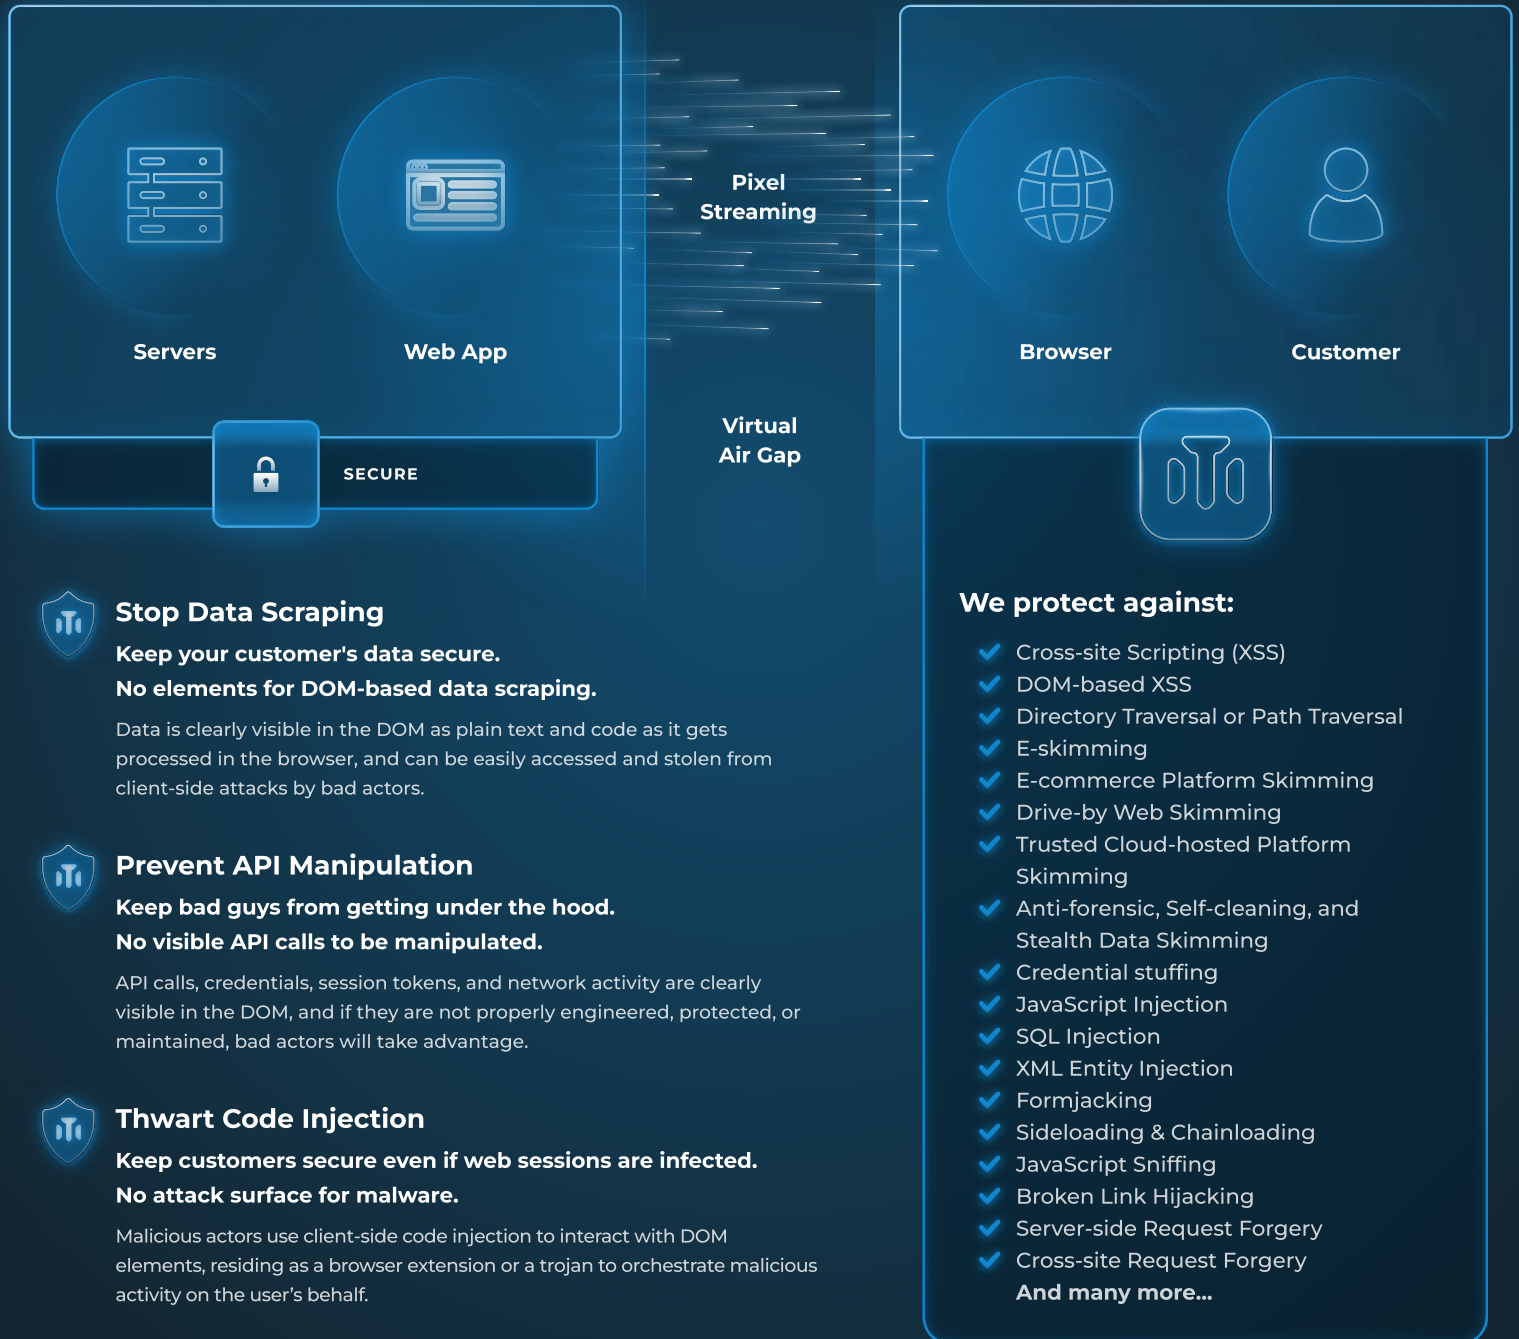 Servers
Web App
Pixel
Streaming
Browser
Customer
Virtual
Air Gap
SECURE
Stop Data Scraping
Keep your customer's data secure.
No elements for DOM-based data scraping.
Data is clearly visible in the DOM as plain text and code as it gets
processed in the browser, and can be easily accessed and stolen from
client-side attacks by bad actors.
Prevent API Manipulation
Keep bad guys from getting under the hood.
No visible API calls to be manipulated.
API calls, credentials, session tokens, and network activity are clearly
visible in the DOM, and if they are not properly engineered, protected, or
maintained, bad actors will take advantage.
Thwart Code Injection
Keep customers secure even if web sessions are infected.
No attack surface for malware.
Malicious actors use client-side code injection to interact with DOM
elements, residing as a browser extension or a trojan to orchestrate malicious
activity on the user’s behalf.
We protect against:
Cross-site Scripting (XSS)
DOM-based XSS
Directory Traversal or Path Traversal
E-skimming
E-commerce Platform Skimming
Drive-by Web Skimming
Trusted Cloud-hosted Platform
Skimming
Anti-forensic, Self-cleaning, and
Stealth Data Skimming
Credential stuffing
JavaScript Injection
SQL Injection
XML Entity Injection
Formjacking
Sideloading & Chainloading
JavaScript Sniffing
Broken Link Hijacking
Server-side Request Forgery
Cross-site Request Forgery
And many more...